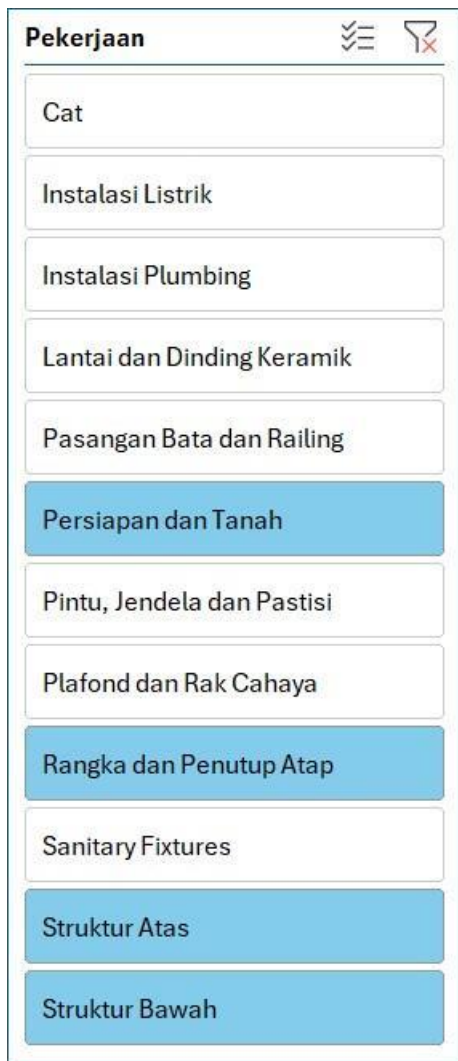 Pekerjaan
Cat
Instalasi Listrik
Instalasi Plumbing
Lantai dan Dinding Keramik
Pasangan Bata dan Railing
Persiapan dan Tanah
Pintu, Jendela dan Pastisi
Plafond dan Rak Cahaya
Rangka dan Penutup Atap
Sanitary Fixtures
Struktur Atas
Struktur Bawah